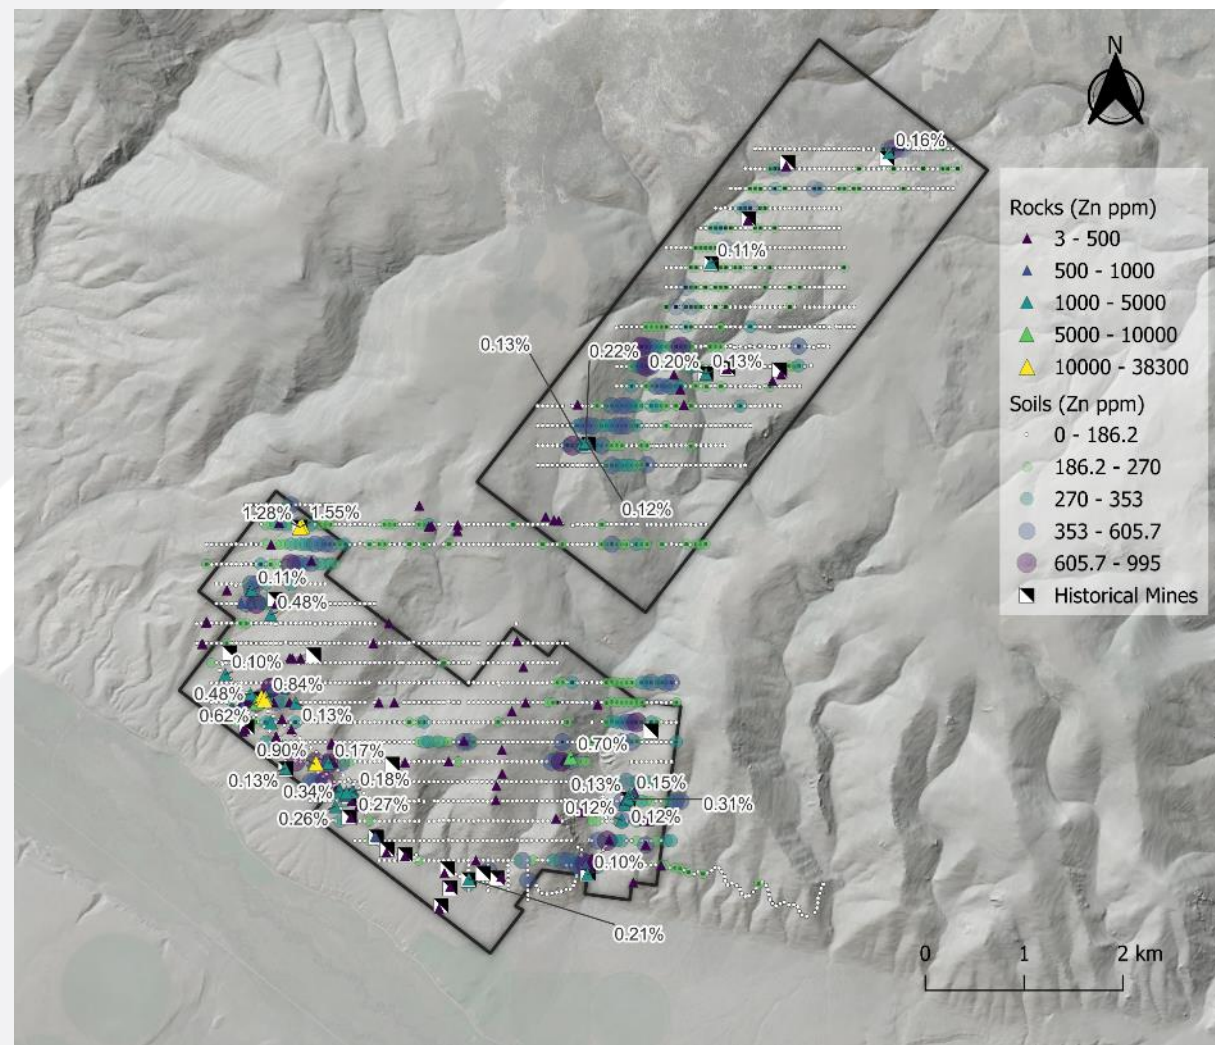 N
0.16%
Rocks (Zn ppm)
3 - 500
500 - 1000
1000 - 5000
5000 - 10000
10000 - 38300
Soils (Zn ppm)
0 - 186.2
186.2 - 270
270 - 353
353 - 605.7
605.7 - 995
Historical Mines
0.11%
0.13%
0.22%
0.20%
0.13%
0.12%
1.28%
1.55%
0.11%
0.48%
0.10%
0.48%
0.84%
0.62%
0.13%
0.90%
0.17%
0.70%
0.13%
0.18%
0.34%
0.27%
0.26%
0.13%
0.15%
0.12%
0.31%
0.12%
0.10%
0.21%
0 1 2 km